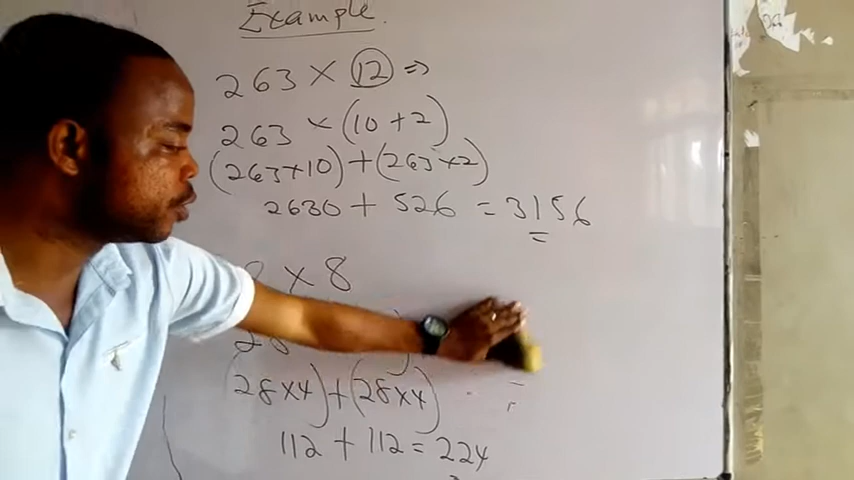 Example.
263 × 12 ⇒
263 × (10 + 2)
(263×10) + (263×2)
2630 + 526 = 3156
× 8
(28×4) + (28×4)
112 + 112 = 224